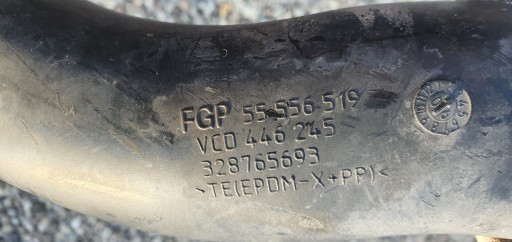 FGP 55 556 519
VCD 446 245
328765693
>TE(EPDM-X+PP)<